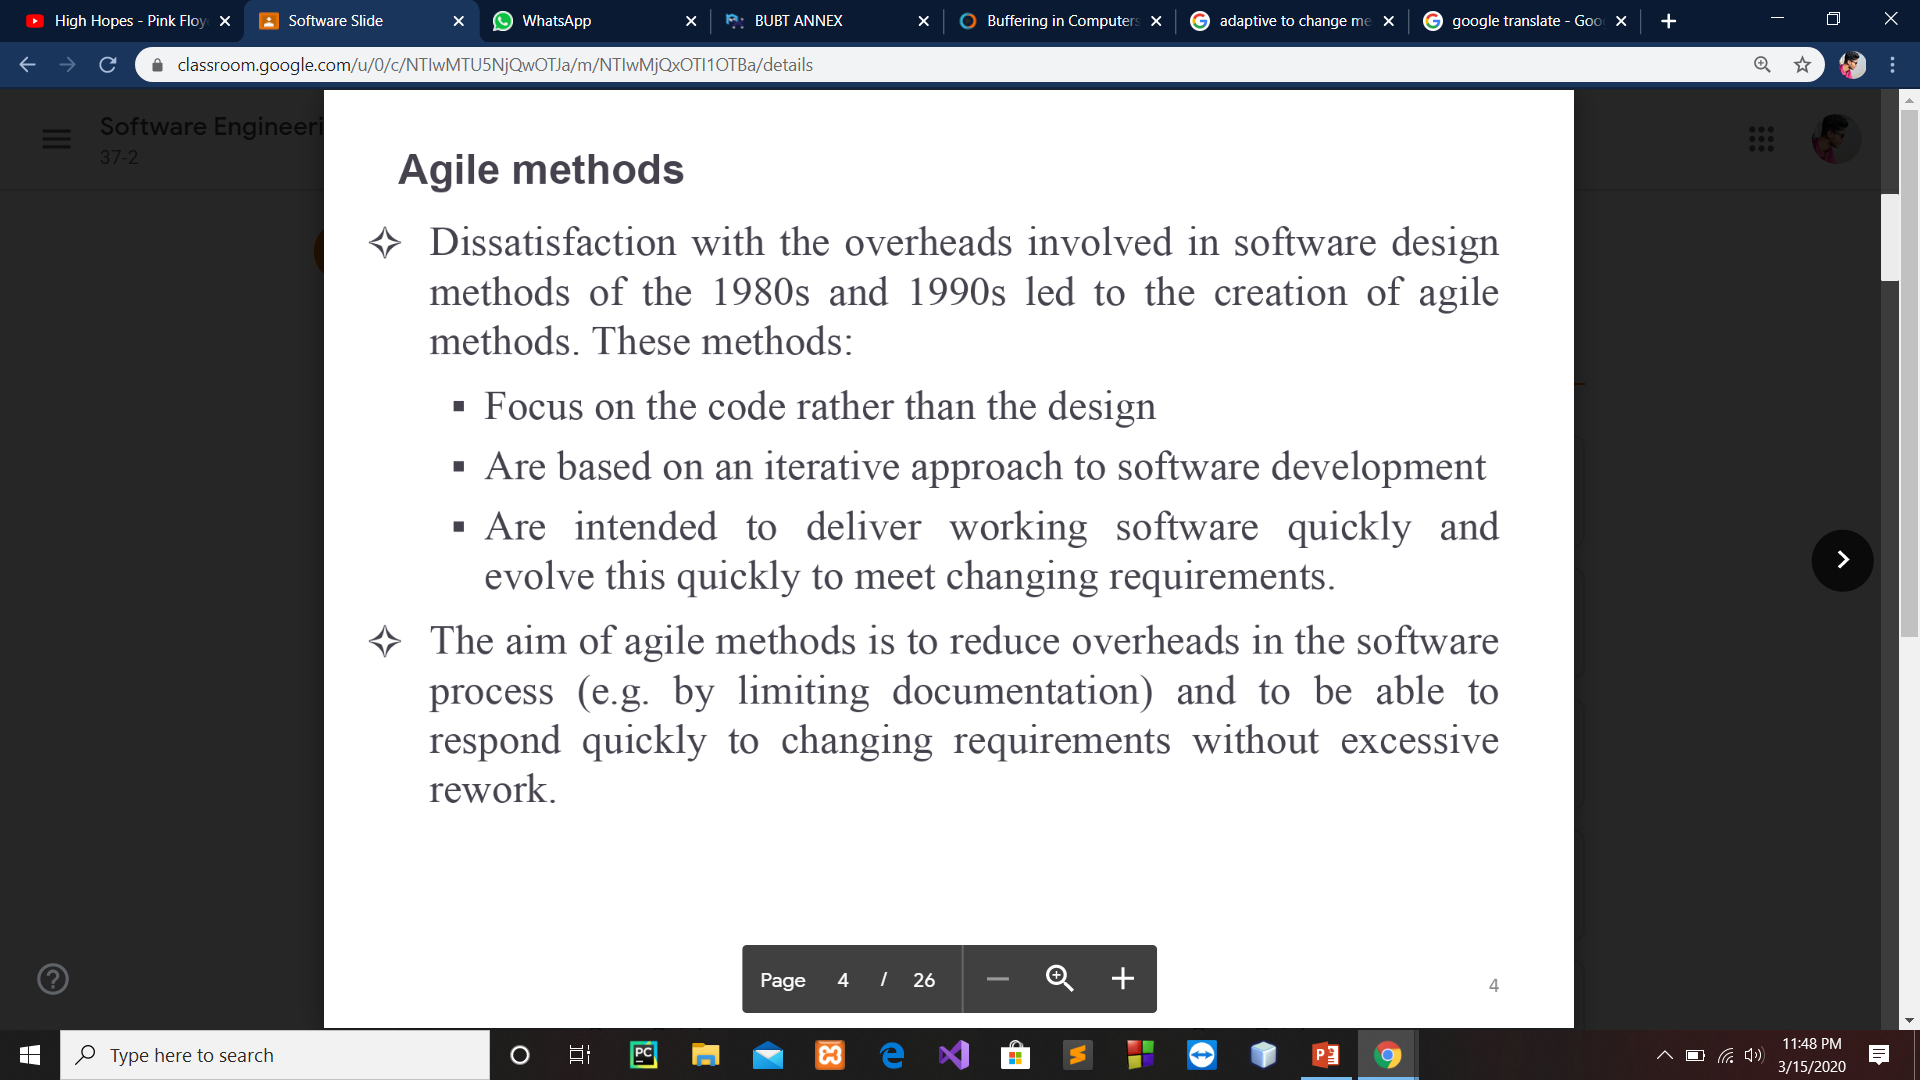 High Hopes - Pink Floy
Software Slide
WhatsApp
BUBT ANNEX
Buffering in Computers
adaptive to change me
google translate - Goo
classroom.google.com/u/0/c/NTIwMTU5NjQwOTJa/m/NTIwMjQxOTI1OTBa/details
Software Engineeri
37-2
Agile methods
Dissatisfaction with the overheads involved in software design
methods of the 1980s and 1990s led to the creation of agile
methods. These methods:
▪ Focus on the code rather than the design
▪ Are based on an iterative approach to software development
▪ Are intended to deliver working software quickly and
evolve this quickly to meet changing requirements.
The aim of agile methods is to reduce overheads in the software
process (e.g. by limiting documentation) and to be able to
respond quickly to changing requirements without excessive
rework.
Page 4 / 26
4
Type here to search
PC
11:48 PM
3/15/2020